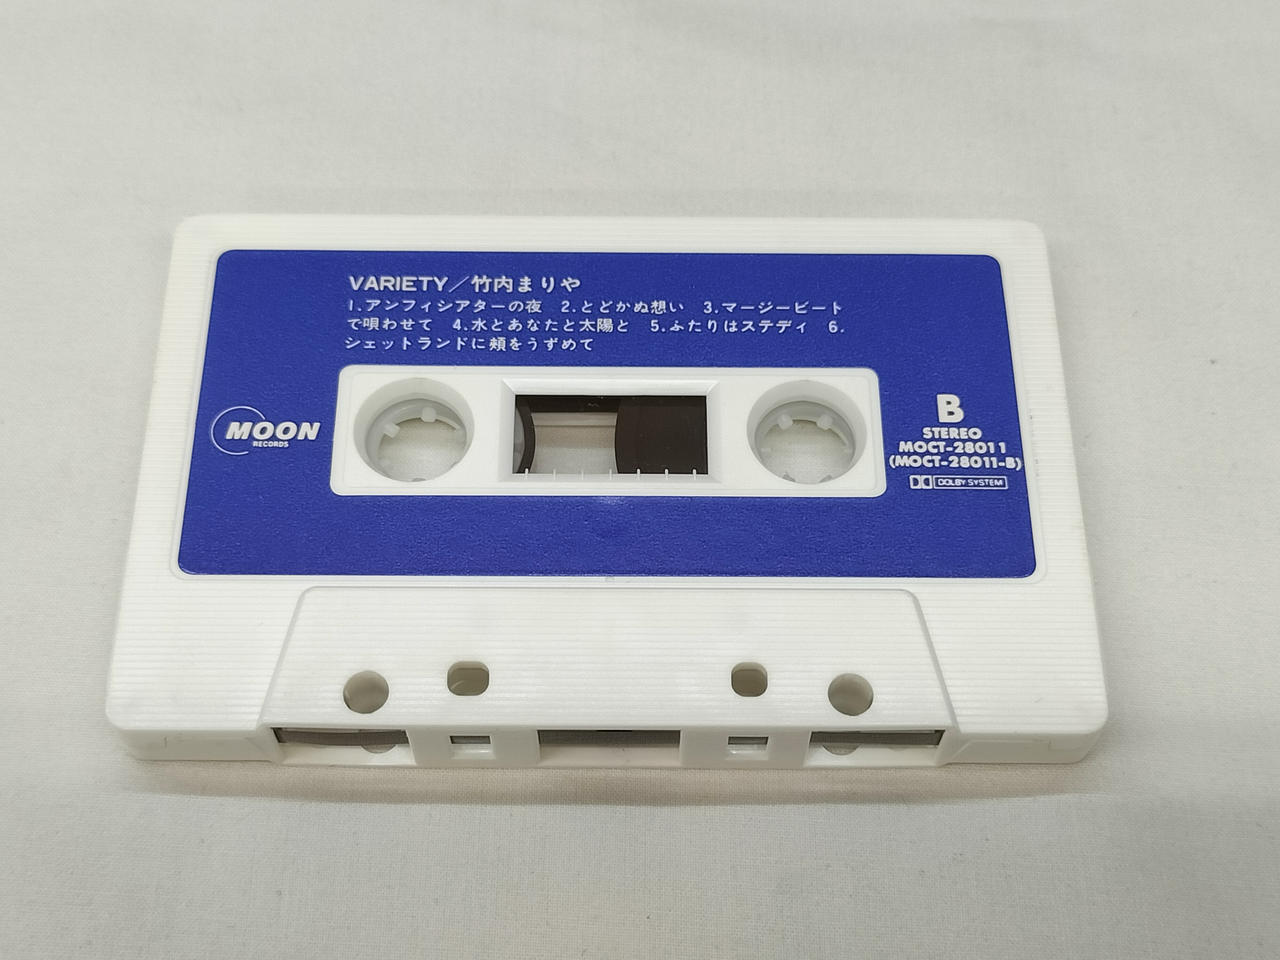 VARIETY／竹内まりや
1.アンフィシアターの夜 2.とどかぬ想い 3.マージービート
で唄わせて 4.水とあなたと太陽と 5.ふたりはステディ 6.
シェットランドに頰をうずめて
MOON
RECORDS
B
STEREO
MOCT-28011
(MOCT-28011-B)
DOLBY SYSTEM